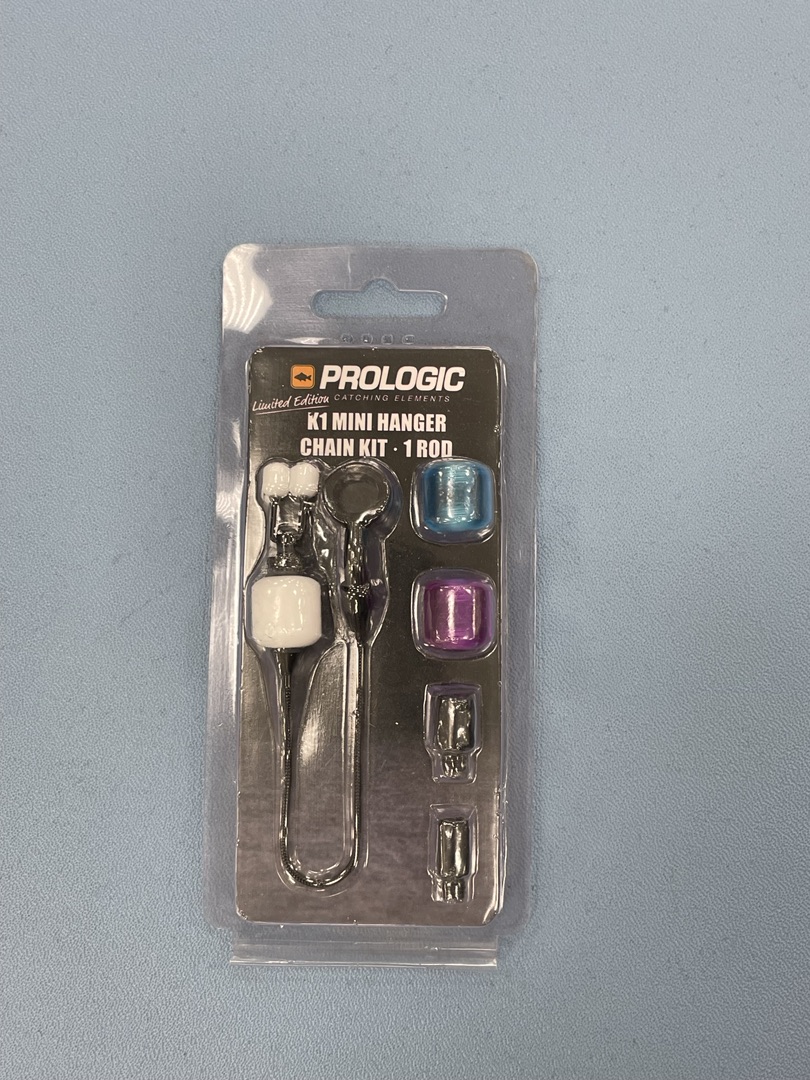 PROLOGIC
Limited Edition CATCHING ELEMENTS
K1 MINI HANGER
CHAIN KIT · 1 ROD